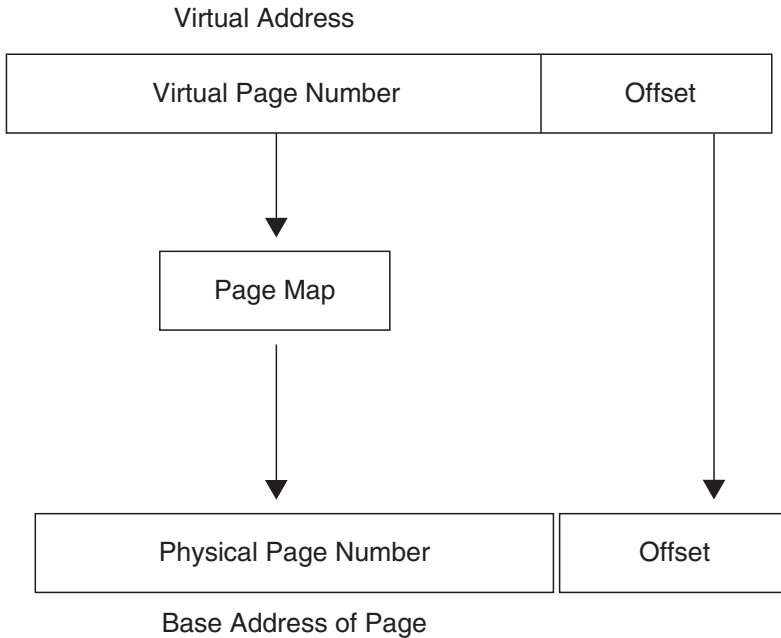 Virtual Address
Virtual Page Number
Offset
Page Map
Physical Page Number
Offset
Base Address of Page